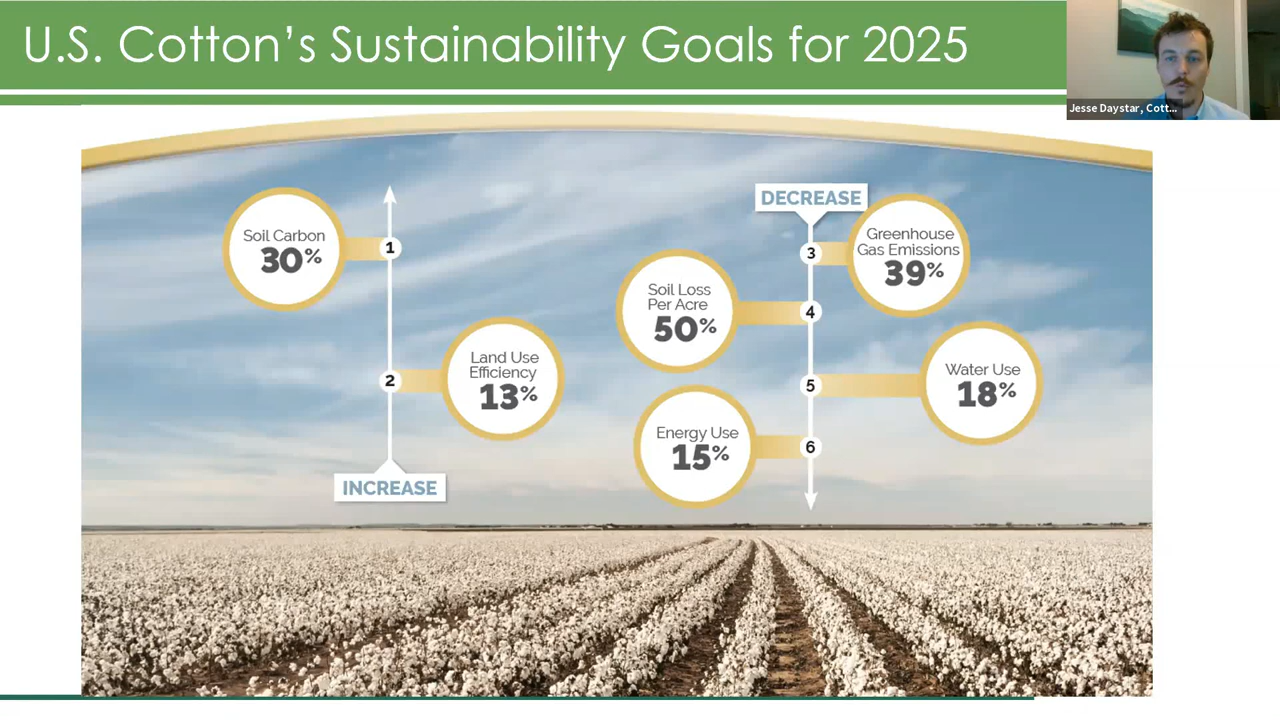 U.S. Cotton's Sustainability Goals for 2025
Jesse Daystar, Cott...
Soil Carbon
30%
1
2
Land Use
Efficiency
13%
INCREASE
DECREASE
3
Greenhouse
Gas Emissions
39%
Soil Loss
Per Acre
50%
4
5
Water Use
18%
Energy Use
15%
6